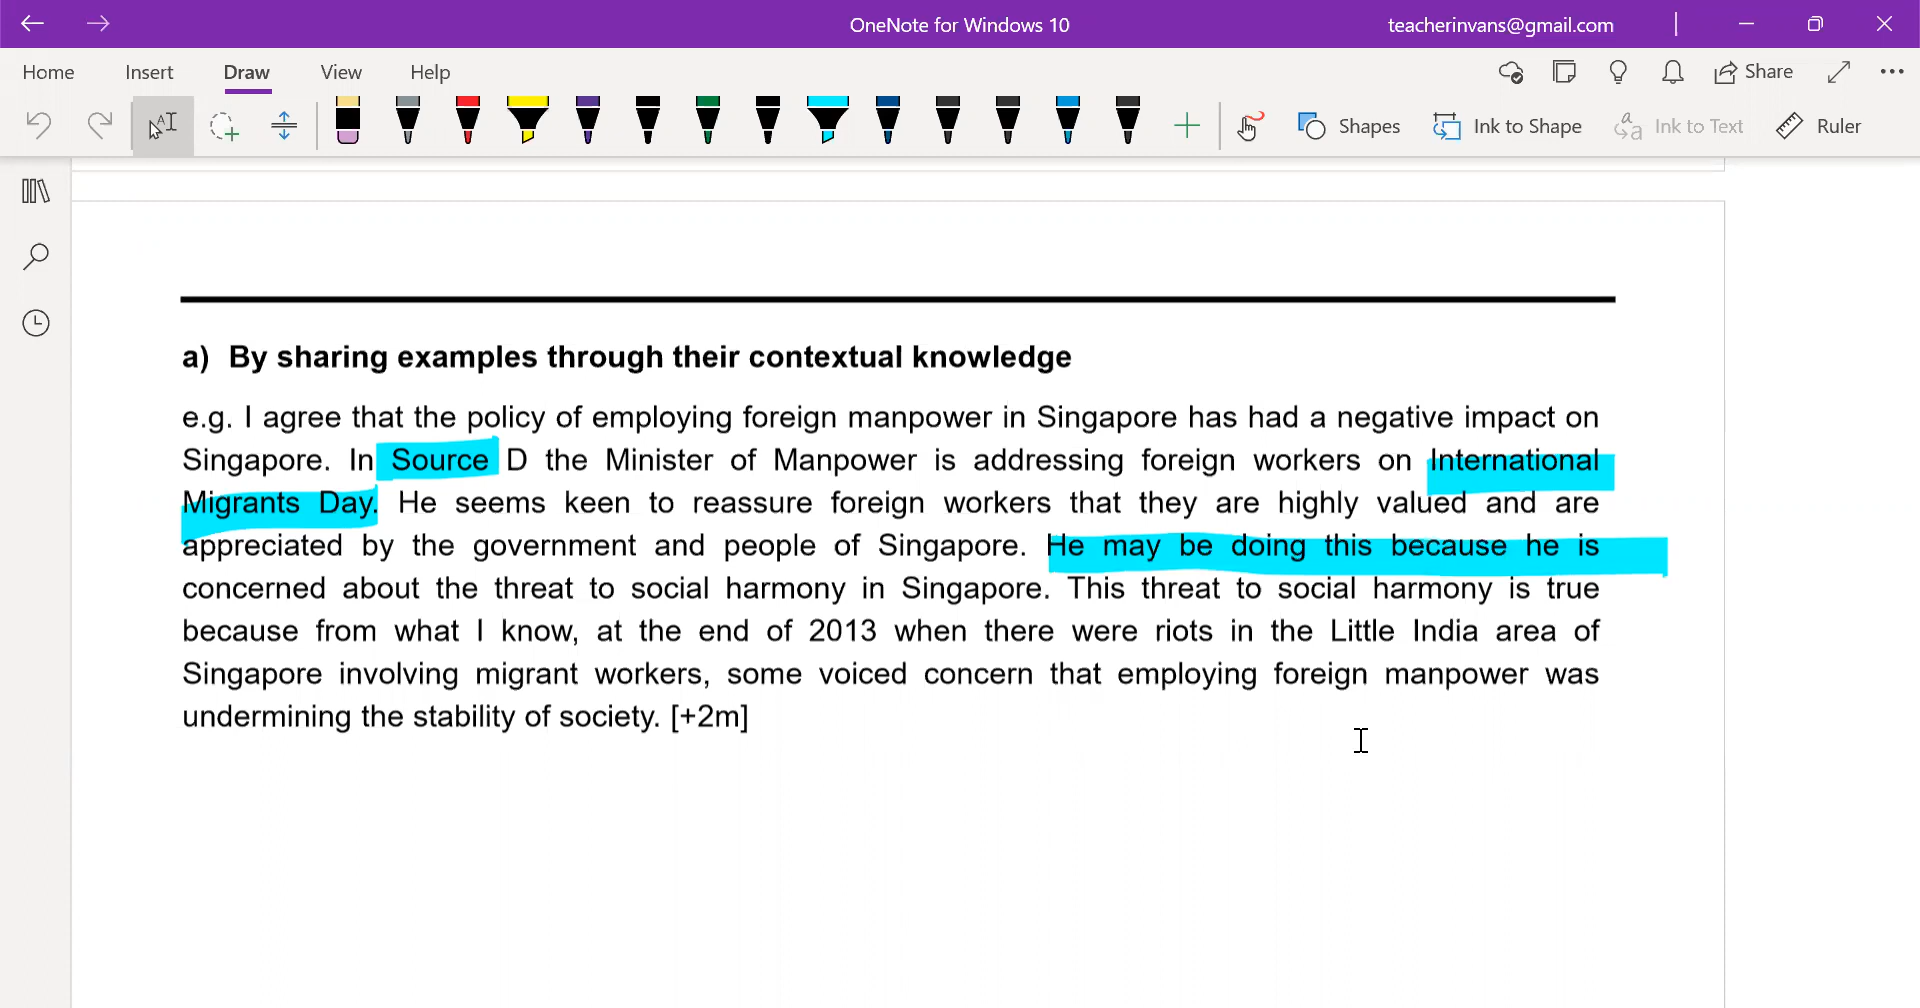 OneNote for Windows 10
teacherinvans@gmail.com
Home Insert Draw View Help
Share
Shapes Ink to Shape Ink to Text Ruler
a) By sharing examples through their contextual knowledge
e.g. I agree that the policy of employing foreign manpower in Singapore has had a negative impact on
Singapore. In Source D the Minister of Manpower is addressing foreign workers on International
Migrants Day. He seems keen to reassure foreign workers that they are highly valued and are
appreciated by the government and people of Singapore. He may be doing this because he is
concerned about the threat to social harmony in Singapore. This threat to social harmony is true
because from what I know, at the end of 2013 when there were riots in the Little India area of
Singapore involving migrant workers, some voiced concern that employing foreign manpower was
undermining the stability of society. [+2m]